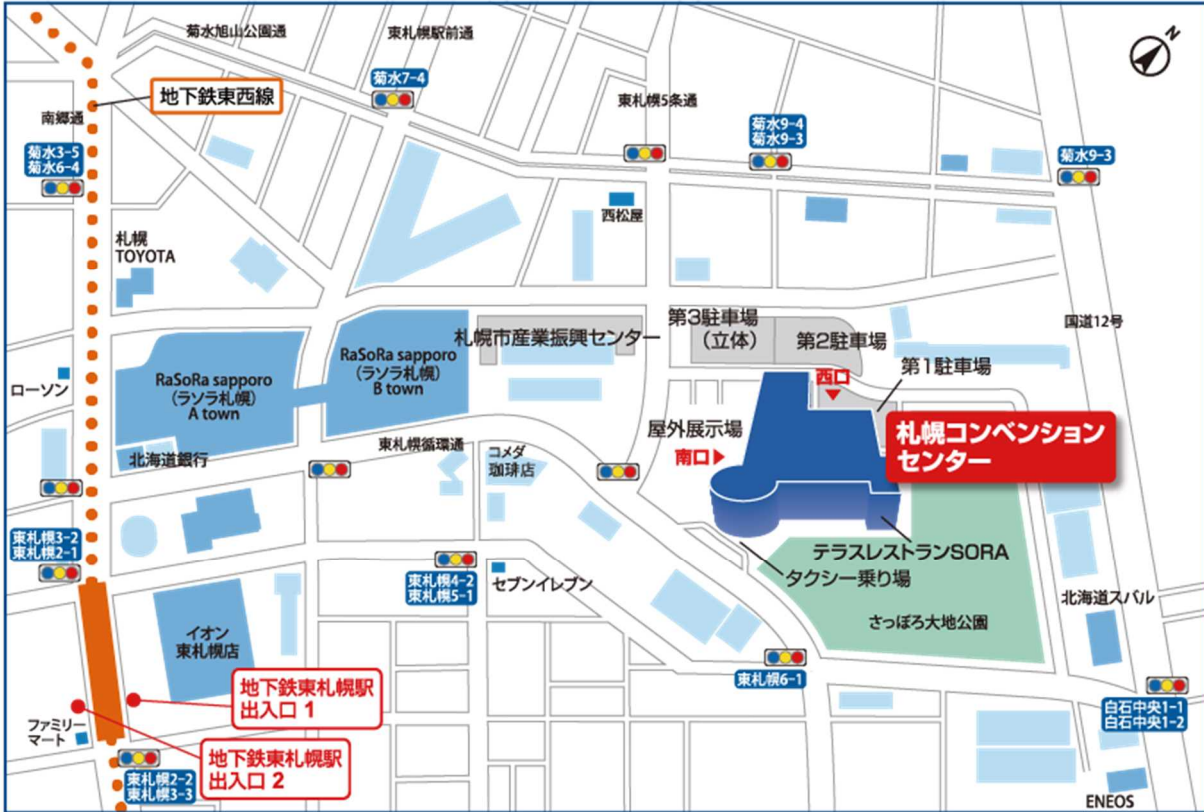 菊水旭山公園通
東札幌駅前通
N
菊水7-4
地下鉄東西線
東札幌5条通
南郷通
菊水9-4
菊水9-3
菊水3-5
菊水6-4
菊水9-3
西松屋
札幌
TOYOTA
国道12号
札幌市産業振興センター
第3駐車場
(立体)
第2駐車場
RaSoRa sapporo
(ラソラ札幌)
A town
RaSoRa sapporo
(ラソラ札幌)
B town
第1駐車場
西口
ローソン
屋外展示場
南口
札幌コンベンション
センター
東札幌循環通
コメダ
珈琲店
北海道銀行
東札幌3-2
東札幌2-1
テラスレストランSORA
タクシー乗り場
東札幌4-2
東札幌5-1
セブンイレブン
北海道スバル
さっぽろ大地公園
イオン
東札幌店
東札幌6-1
地下鉄東札幌駅
出入口 1
白石中央1-1
白石中央1-2
ファミリー
マート
地下鉄東札幌駅
出入口 2
東札幌2-2
東札幌3-3
ENEOS